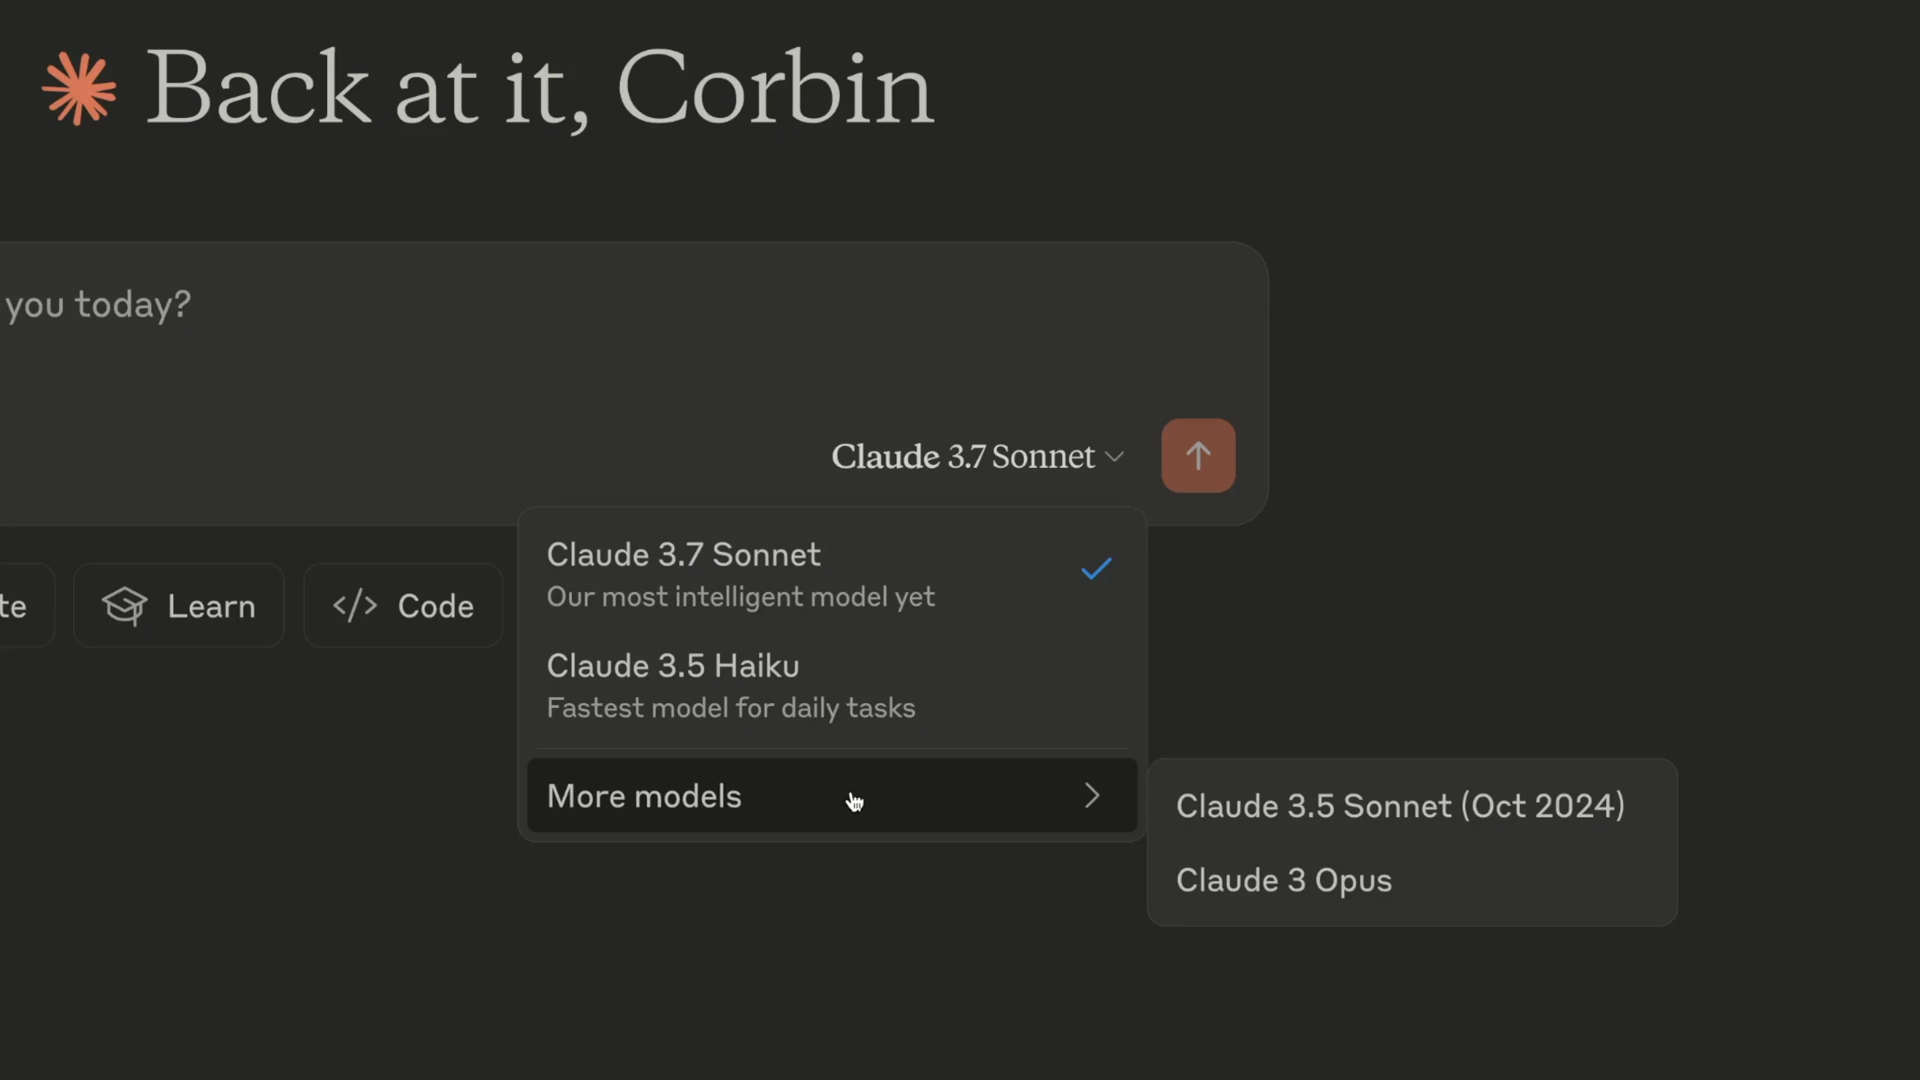 Back at it, Corbin
you today?
Claude 3.7 Sonnet
Claude 3.7 Sonnet
Our most intelligent model yet
te
Learn
</> Code
Claude 3.5 Haiku
Fastest model for daily tasks
More models
Claude 3.5 Sonnet (Oct 2024)
Claude 3 Opus